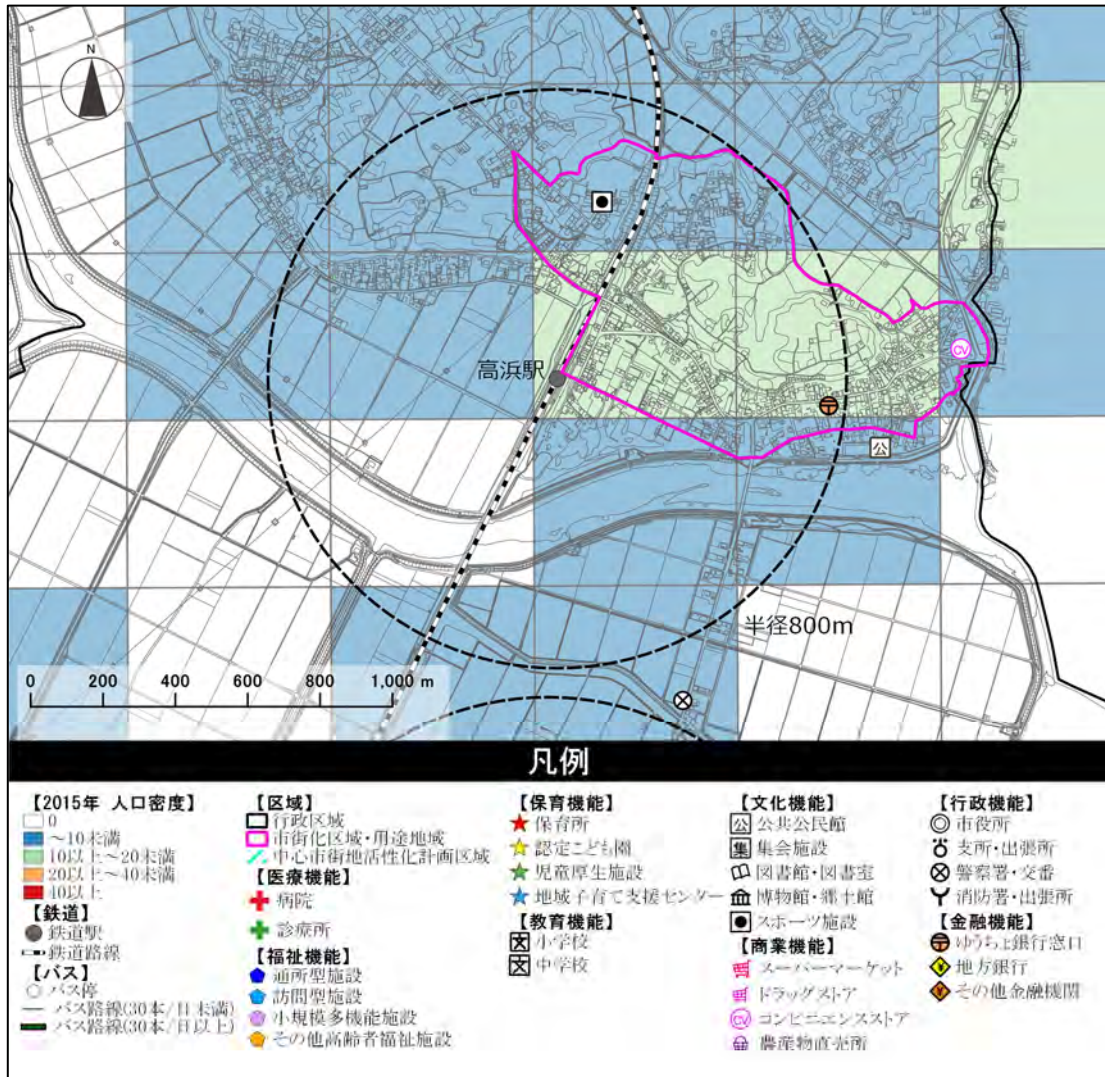 N
CV
高浜駅
公
半径800m
0 200 400 600 800 1,000 m
凡例
【2015年 人口密度】
0
～10未満
10以上～20未満
20以上～40未満
40以上
【鉄道】
鉄道駅
鉄道路線
【バス】
バス停
バス路線(30本/日未満)
バス路線(30本/日以上)
【区域】
行政区域
市街化区域・用途地域
中心市街地活性化計画区域
【医療機能】
病院
診療所
【福祉機能】
通所型施設
訪問型施設
小規模多機能施設
その他高齢者福祉施設
【保育機能】
保育所
認定こども園
児童厚生施設
地域子育て支援センター
【教育機能】
小学校
中学校
【文化機能】
公 公共公民館
集 集会施設
図書館・図書室
博物館・郷土館
スポーツ施設
【商業機能】
スーパーマーケット
ドラッグストア
CV コンビニエンスストア
農産物直売所
【行政機能】
市役所
支所・出張所
警察署・交番
消防署・出張所
【金融機能】
ゆうちょ銀行窓口
地方銀行
その他金融機関